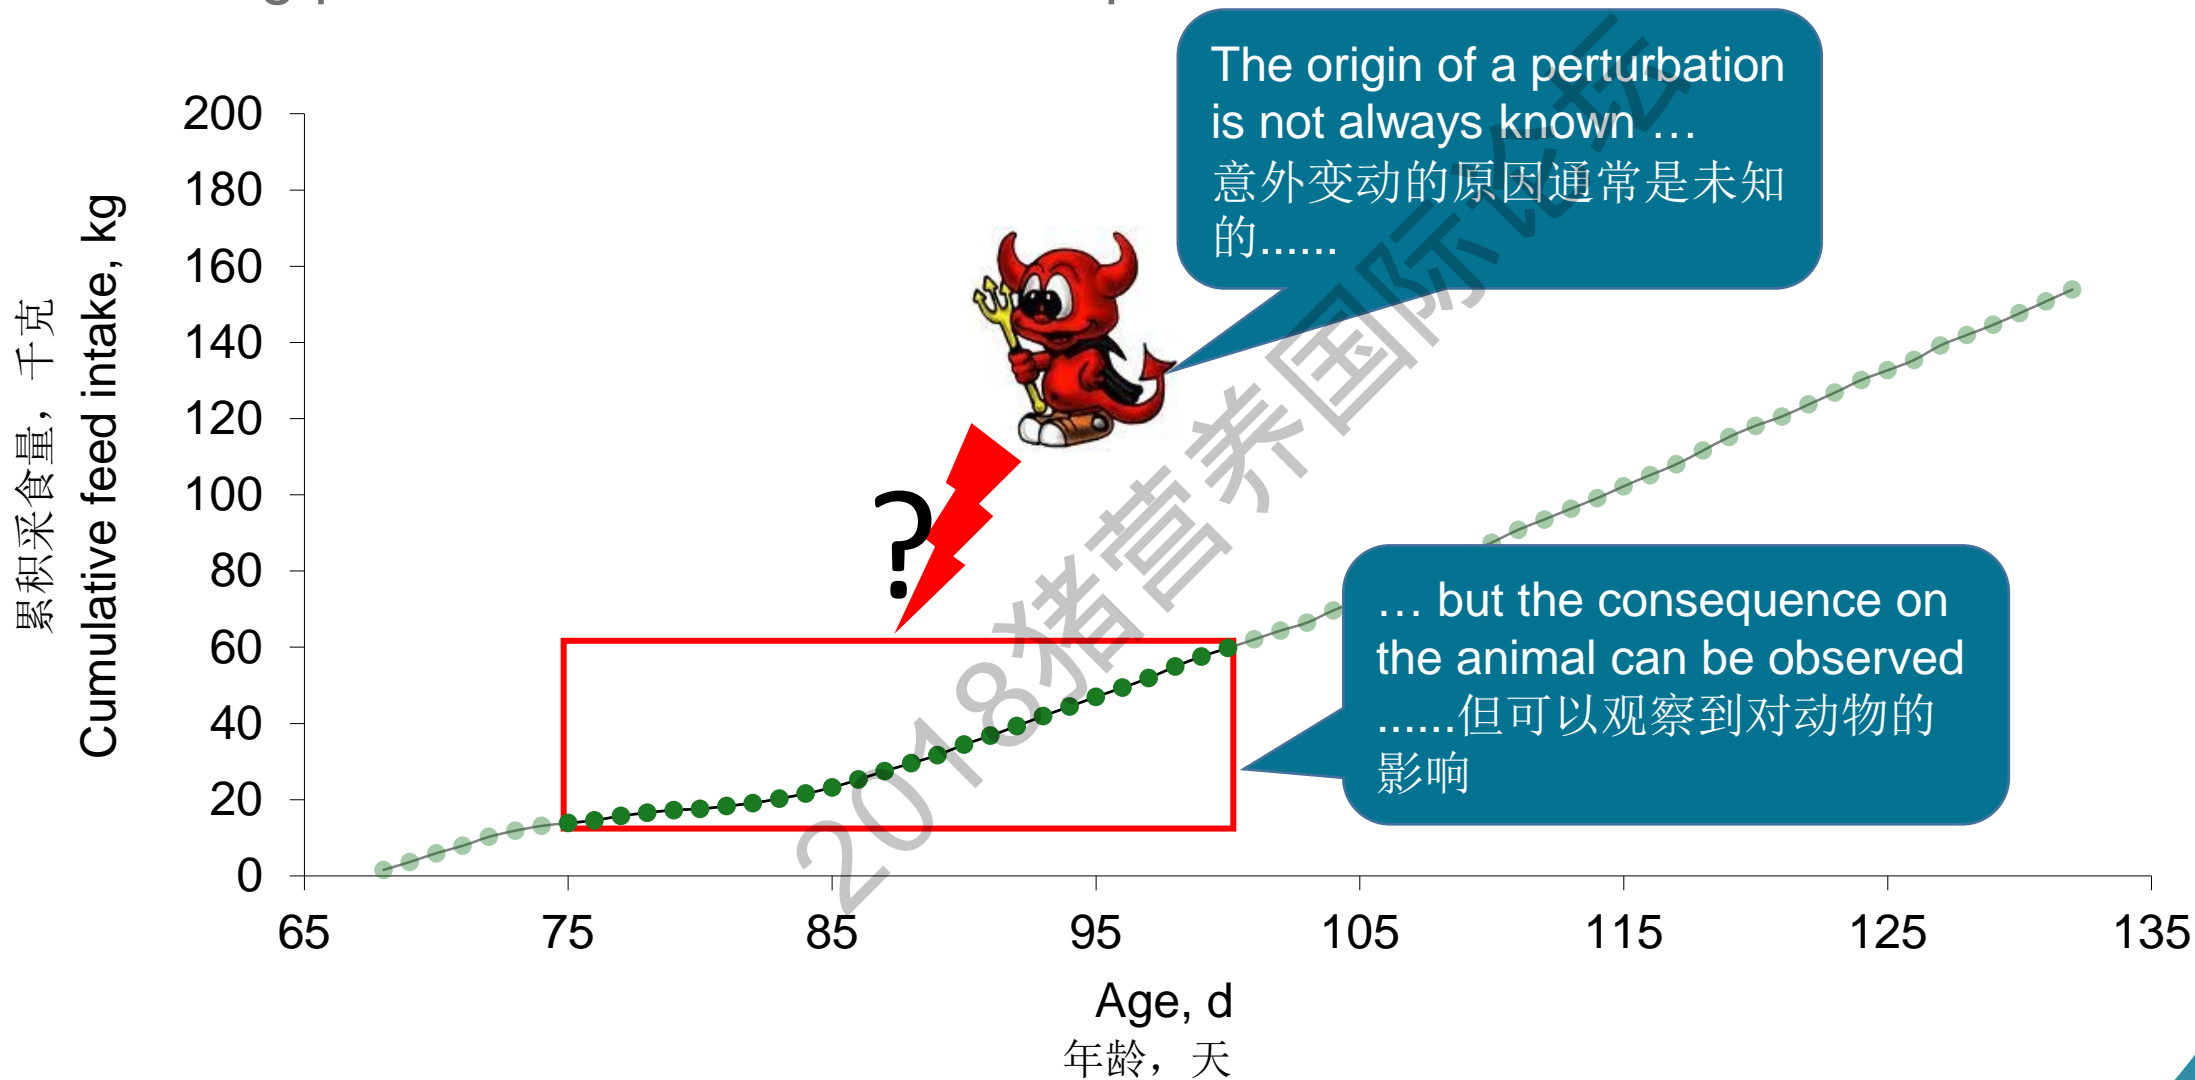 The origin of a perturbation
is not always known …
意外变动的原因通常是未知
的......
200
180
160
140
120
100
80
60
40
20
0
累积采食量，千克
Cumulative feed intake, kg
?
… but the consequence on
the animal can be observed
......但可以观察到对动物的
影响
65 75 85 95 105 115 125 135
Age, d
年龄，天
2018猪营养国际论坛